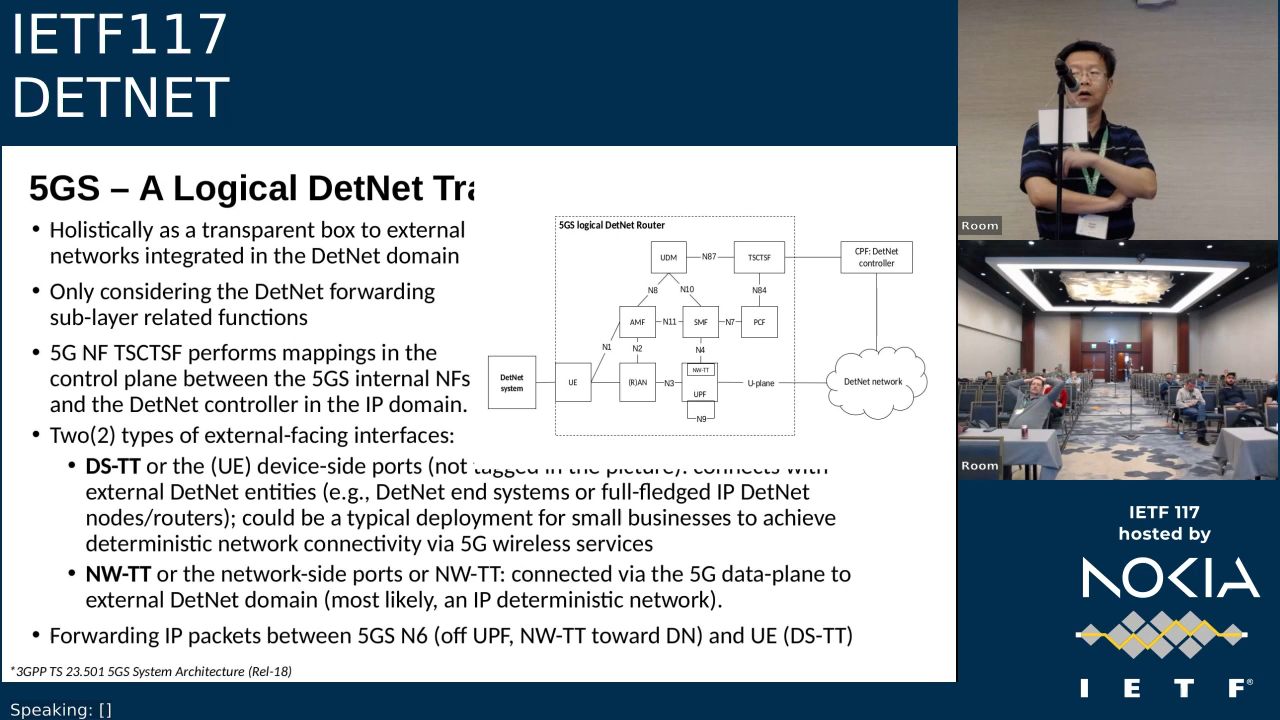 IETF117
DETNET
5GS – A Logical DetNet
• Holistically as a transparent box to external
networks integrated in the DetNet domain
• Only considering the DetNet forwarding
sub-layer related functions
• 5G NF TSCTSF performs mappings in the
control plane between the 5GS internal NFs
and the DetNet controller in the IP domain.
• Two(2) types of external-facing interfaces:
• DS-TT or the (UE) device-side ports (not tagged in the picture): connects with
external DetNet entities (e.g., DetNet end systems or full-fledged IP DetNet
nodes/routers); could be a typical deployment for small businesses to achieve
deterministic network connectivity via 5G wireless services
• NW-TT or the network-side ports or NW-TT: connected via the 5G data-plane to
external DetNet domain (most likely, an IP deterministic network).
• Forwarding IP packets between 5GS N6 (off UPF, NW-TT toward DN) and UE (DS-TT)
*3GPP TS 23.501 5GS System Architecture (Rel-18)
5GS logical DetNet Router
UDM
N87
TSCTSF
CPF: DetNet
controller
N8
N10
N84
AMF
N11
SMF
N7
PCF
N1
N2
N4
DetNet
system
UE
(R)AN
N3
NW-TT
UPF
N9
U-plane
DetNet network
Speaking: []
Room
Room
IETF 117
hosted by
NOKIA
I E T F®